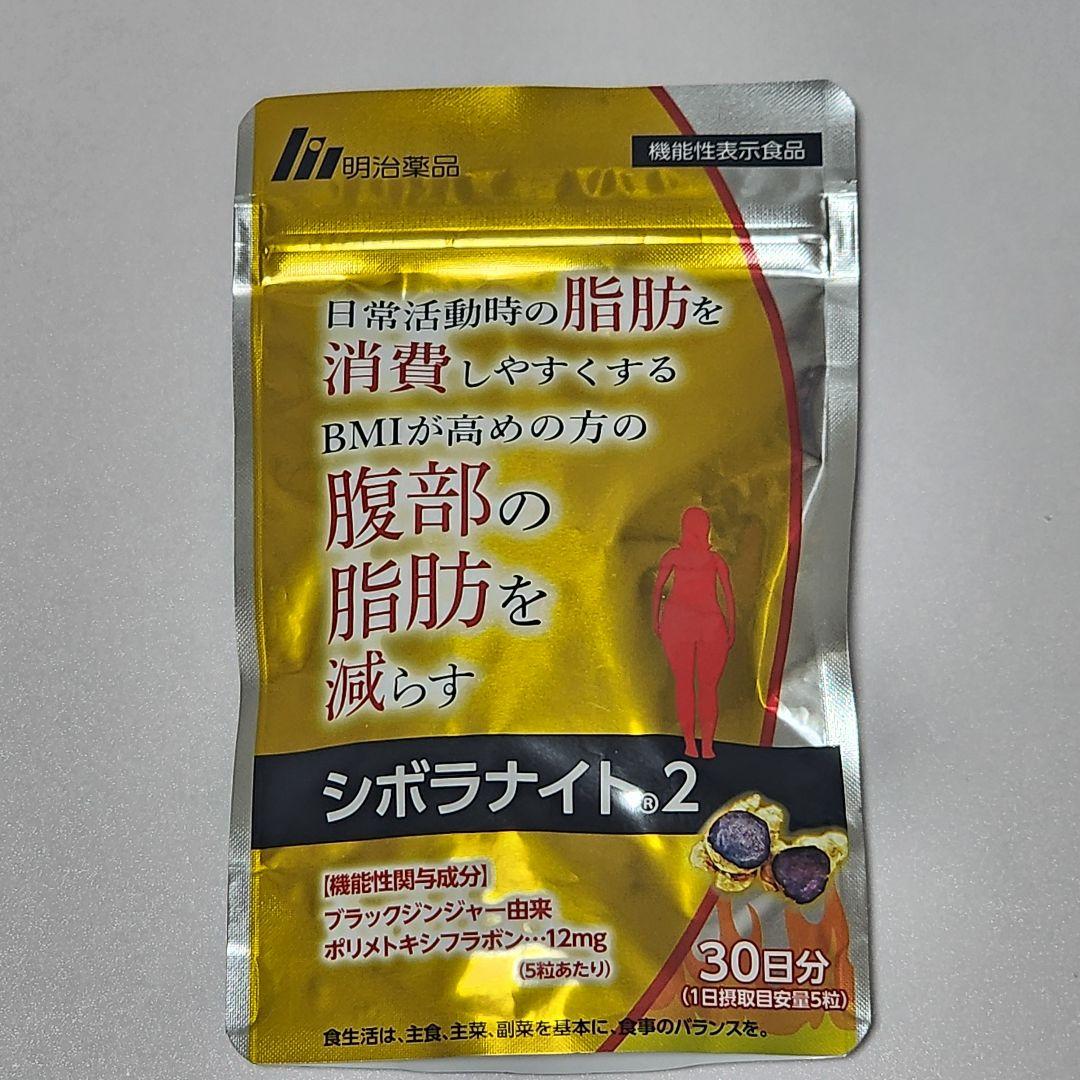 明治薬品
機能性表示食品
日常活動時の脂肪を
消費しやすくする
BMIが高めの方の
腹部の
脂肪を
減らす
シボラナイト®2
【機能性関与成分】
ブラックジンジャー由来
ポリメトキシフラボン…12mg
(5粒あたり)
30日分
(1日摂取目安量5粒)
食生活は、主食、主菜、副菜を基本に、食事のバランスを。